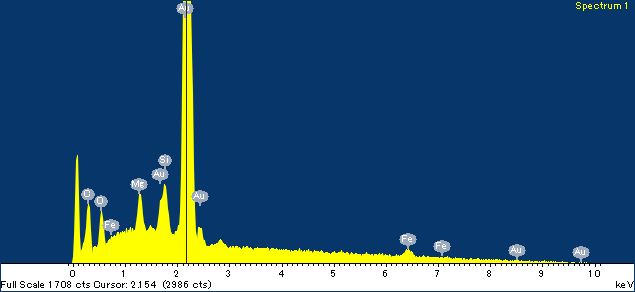 Spectrum 1
Au
Si
Au
Mg
C
O
Au
Fe
Fe
Fe
Au
Au
0 1 2 3 4 5 6 7 8 9 10
Full Scale 1708 cts Cursor: 2.154 (2986 cts) keV